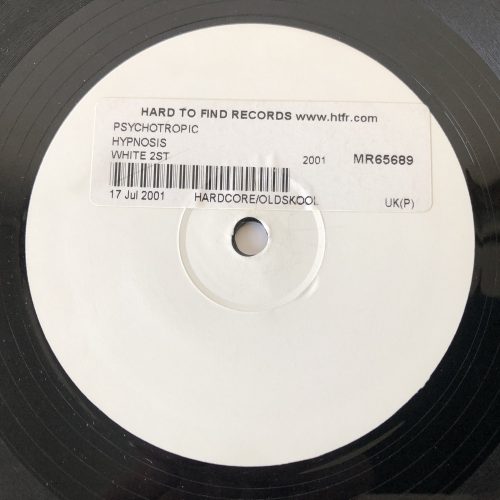 HARD TO FIND RECORDS www.htfr.com
PSYCHOTROPIC
HYPNOSIS
WHITE 2ST 2001 MR65689
17 Jul 2001 HARDCORE/OLDSKOOL UK(P)